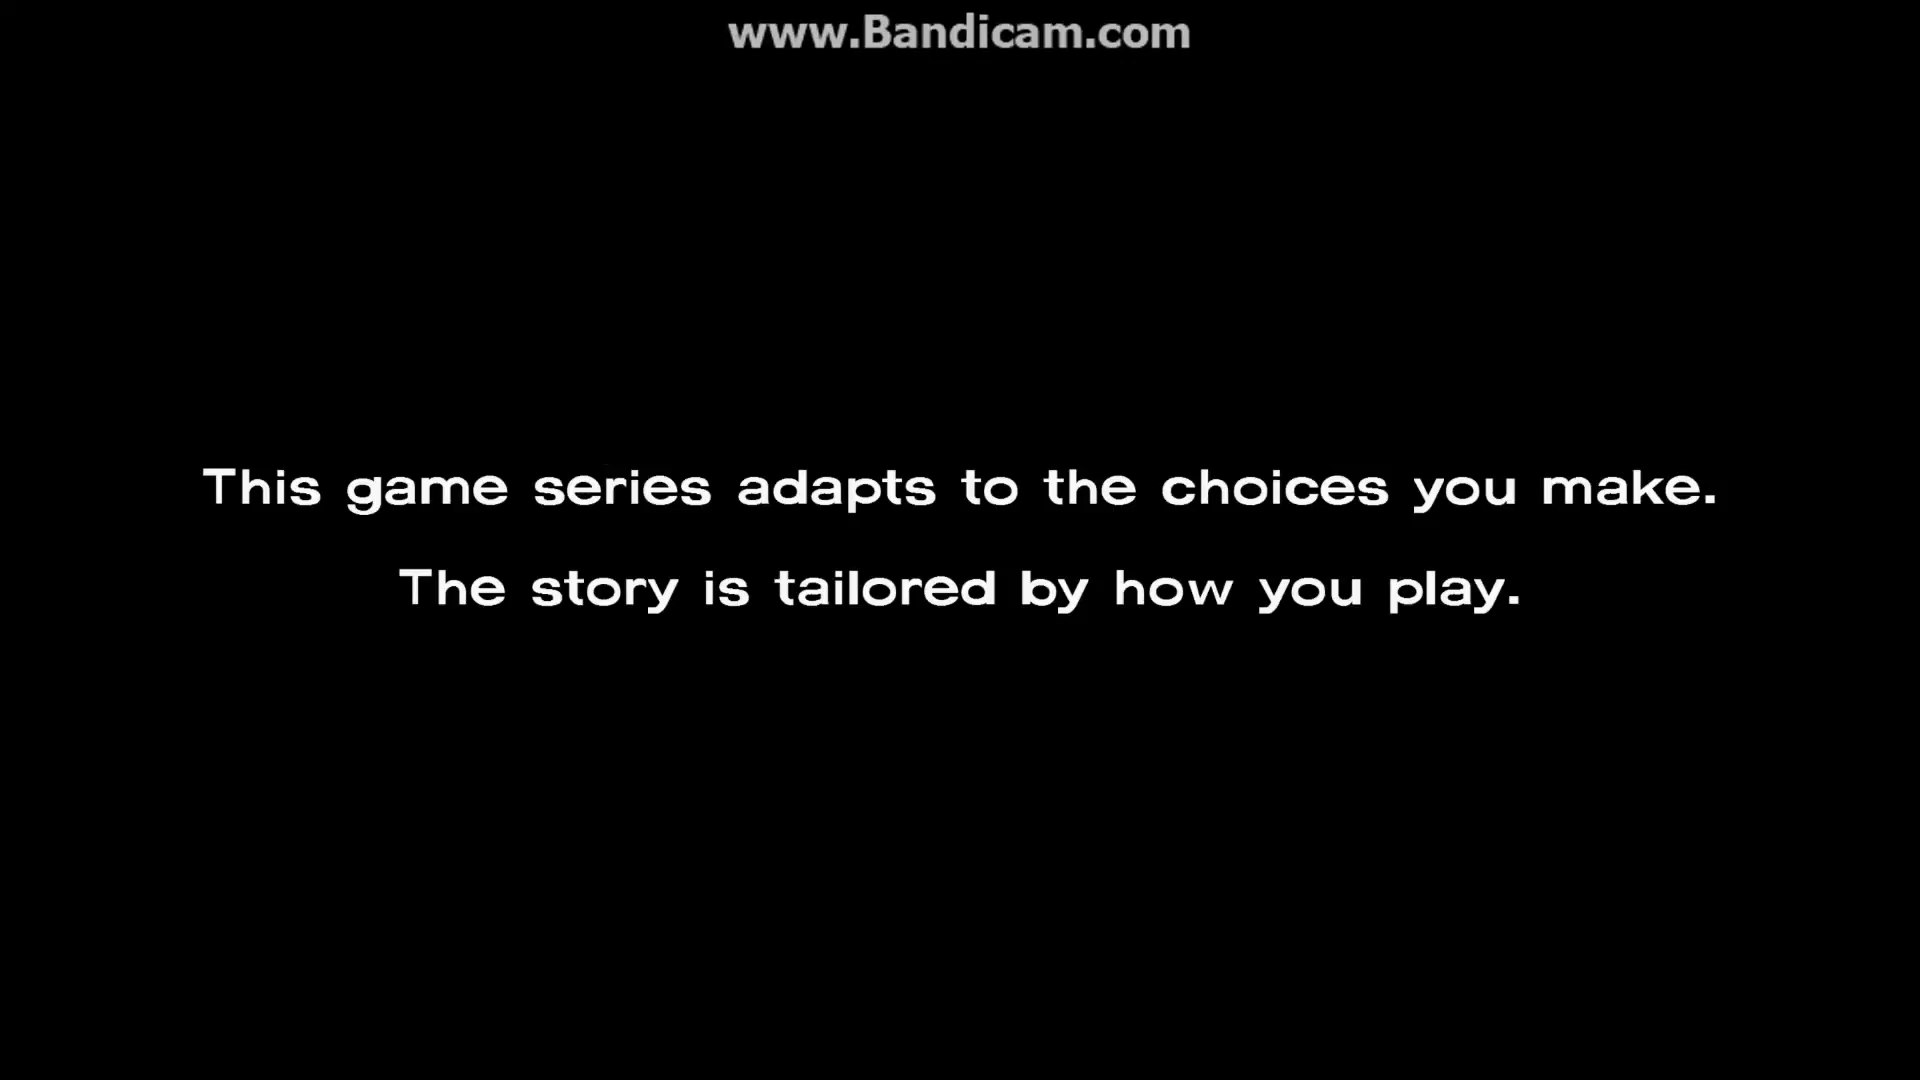 www.Bandicam.com
This game series adapts to the choices you make.
The story is tailored by how you play.